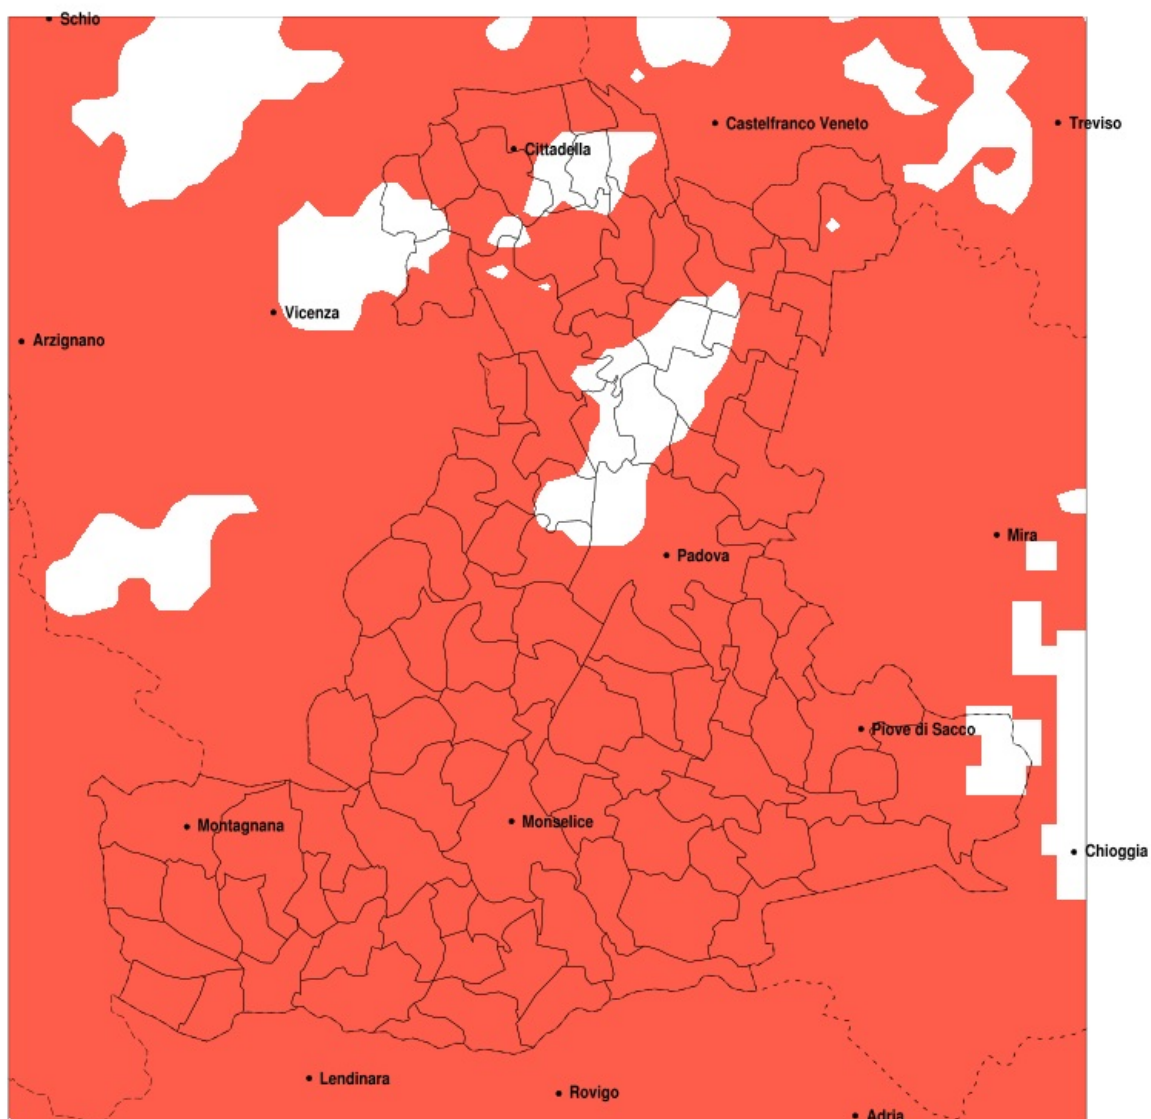 Schio
Castelfranco Veneto
Treviso
Cittadella
Vicenza
Arzignano
Mira
Padova
Piove di Sacco
Montagnana
Monselice
Chioggia
Lendinara
Rovigo
Adria